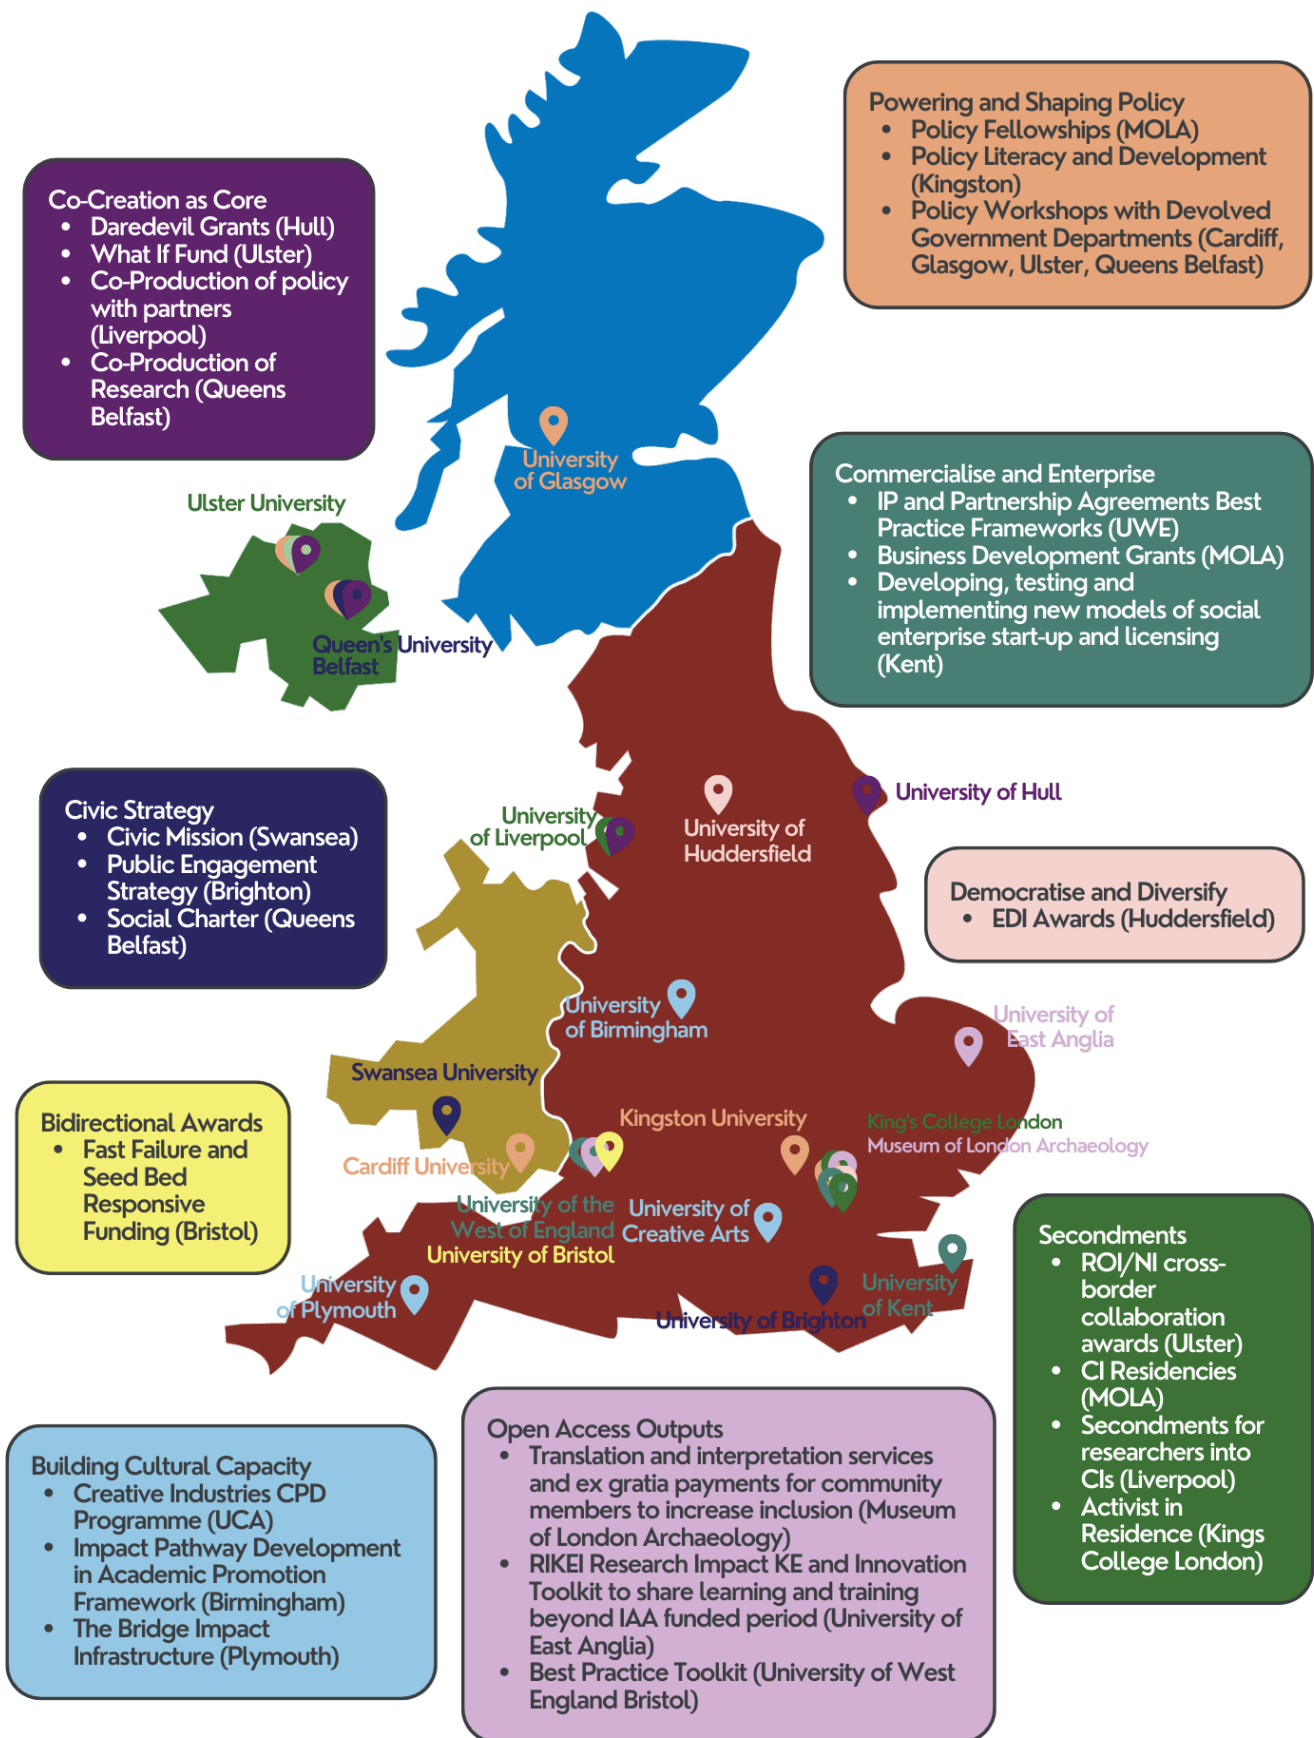 Powering and Shaping Policy
• Policy Fellowships (MOLA)
• Policy Literacy and Development
(Kingston)
• Policy Workshops with Devolved
Government Departments (Cardiff,
Glasgow, Ulster, Queens Belfast)
Co-Creation as Core
• Daredevil Grants (Hull)
• What If Fund (Ulster)
• Co-Production of policy
with partners
(Liverpool)
• Co-Production of
Research (Queens
Belfast)
University
of Glasgow
Commercialise and Enterprise
• IP and Partnership Agreements Best
Practice Frameworks (UWE)
• Business Development Grants (MOLA)
• Developing, testing and
implementing new models of social
enterprise start-up and licensing
(Kent)
Ulster University
Queen's University
Belfast
Civic Strategy
• Civic Mission (Swansea)
• Public Engagement
Strategy (Brighton)
• Social Charter (Queens
Belfast)
University
of Liverpool
University of
Huddersfield
University of Hull
Democratise and Diversify
• EDI Awards (Huddersfield)
University
of Birmingham
University of
East Anglia
Swansea University
Bidirectional Awards
• Fast Failure and
Seed Bed
Responsive
Funding (Bristol)
Cardiff University
Kingston University
King's College London
Museum of London Archaeology
University of the
West of England
University of Bristol
University of
Creative Arts
University
of Plymouth
University of Brighton
University
of Kent
Secondments
• ROI/NI cross-
border
collaboration
awards (Ulster)
• CI Residencies
(MOLA)
• Secondments for
researchers into
CIs (Liverpool)
• Activist in
Residence (Kings
College London)
Building Cultural Capacity
• Creative Industries CPD
Programme (UCA)
• Impact Pathway Development
in Academic Promotion
Framework (Birmingham)
• The Bridge Impact
Infrastructure (Plymouth)
Open Access Outputs
• Translation and interpretation services
and ex gratia payments for community
members to increase inclusion (Museum
of London Archaeology)
• RIKEI Research Impact KE and Innovation
Toolkit to share learning and training
beyond IAA funded period (University of
East Anglia)
• Best Practice Toolkit (University of West
England Bristol)